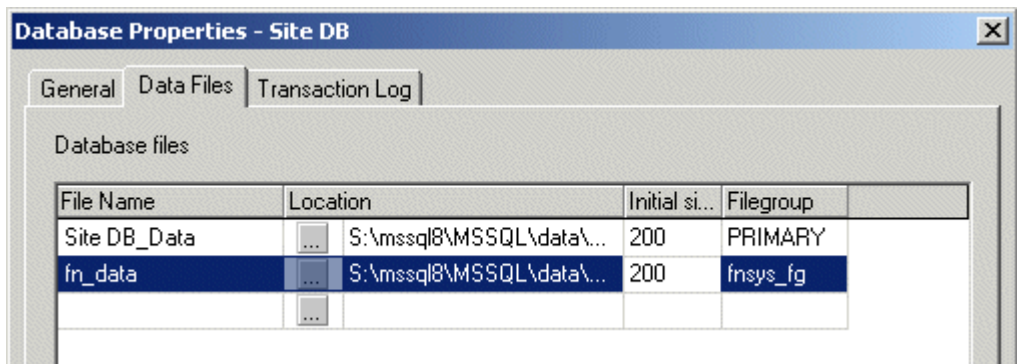 Database Properties - Site DB
General Data Files Transaction Log
Database files
File Name Location Initial si... Filegroup
Site DB_Data ... S:\mssql8\MSSQL\data\... 200 PRIMARY
fn_data ... S:\mssql8\MSSQL\data\... 200 fnsys_fg
...